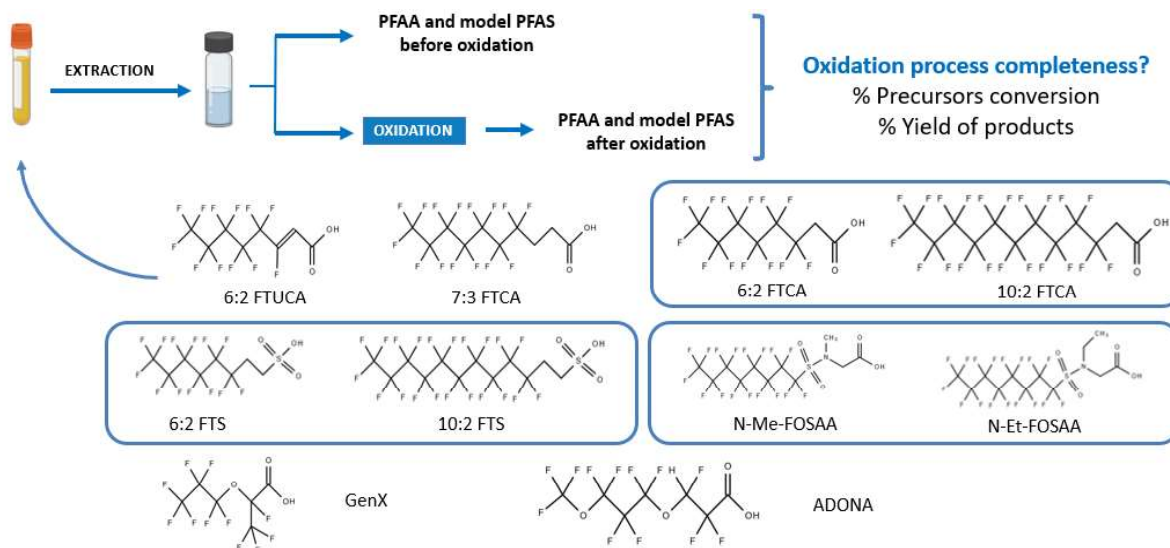 PFAA and model PFAS
before oxidation
EXTRACTION
OXIDATION
PFAA and model PFAS
after oxidation
Oxidation process completeness?
% Precursors conversion
% Yield of products
6:2 FTUCA
7:3 FTCA
6:2 FTCA
10:2 FTCA
6:2 FTS
10:2 FTS
N-Me-FOSAA
N-Et-FOSAA
GenX
ADONA